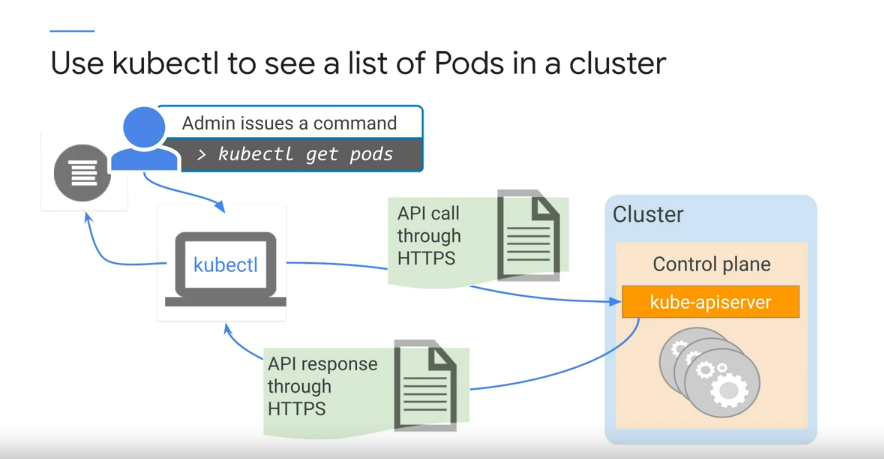 Use kubectl to see a list of Pods in a cluster
Admin issues a command
> kubectl get pods
kubectl
API call
through
HTTPS
API response
through
HTTPS
Cluster
Control plane
kube-apiserver